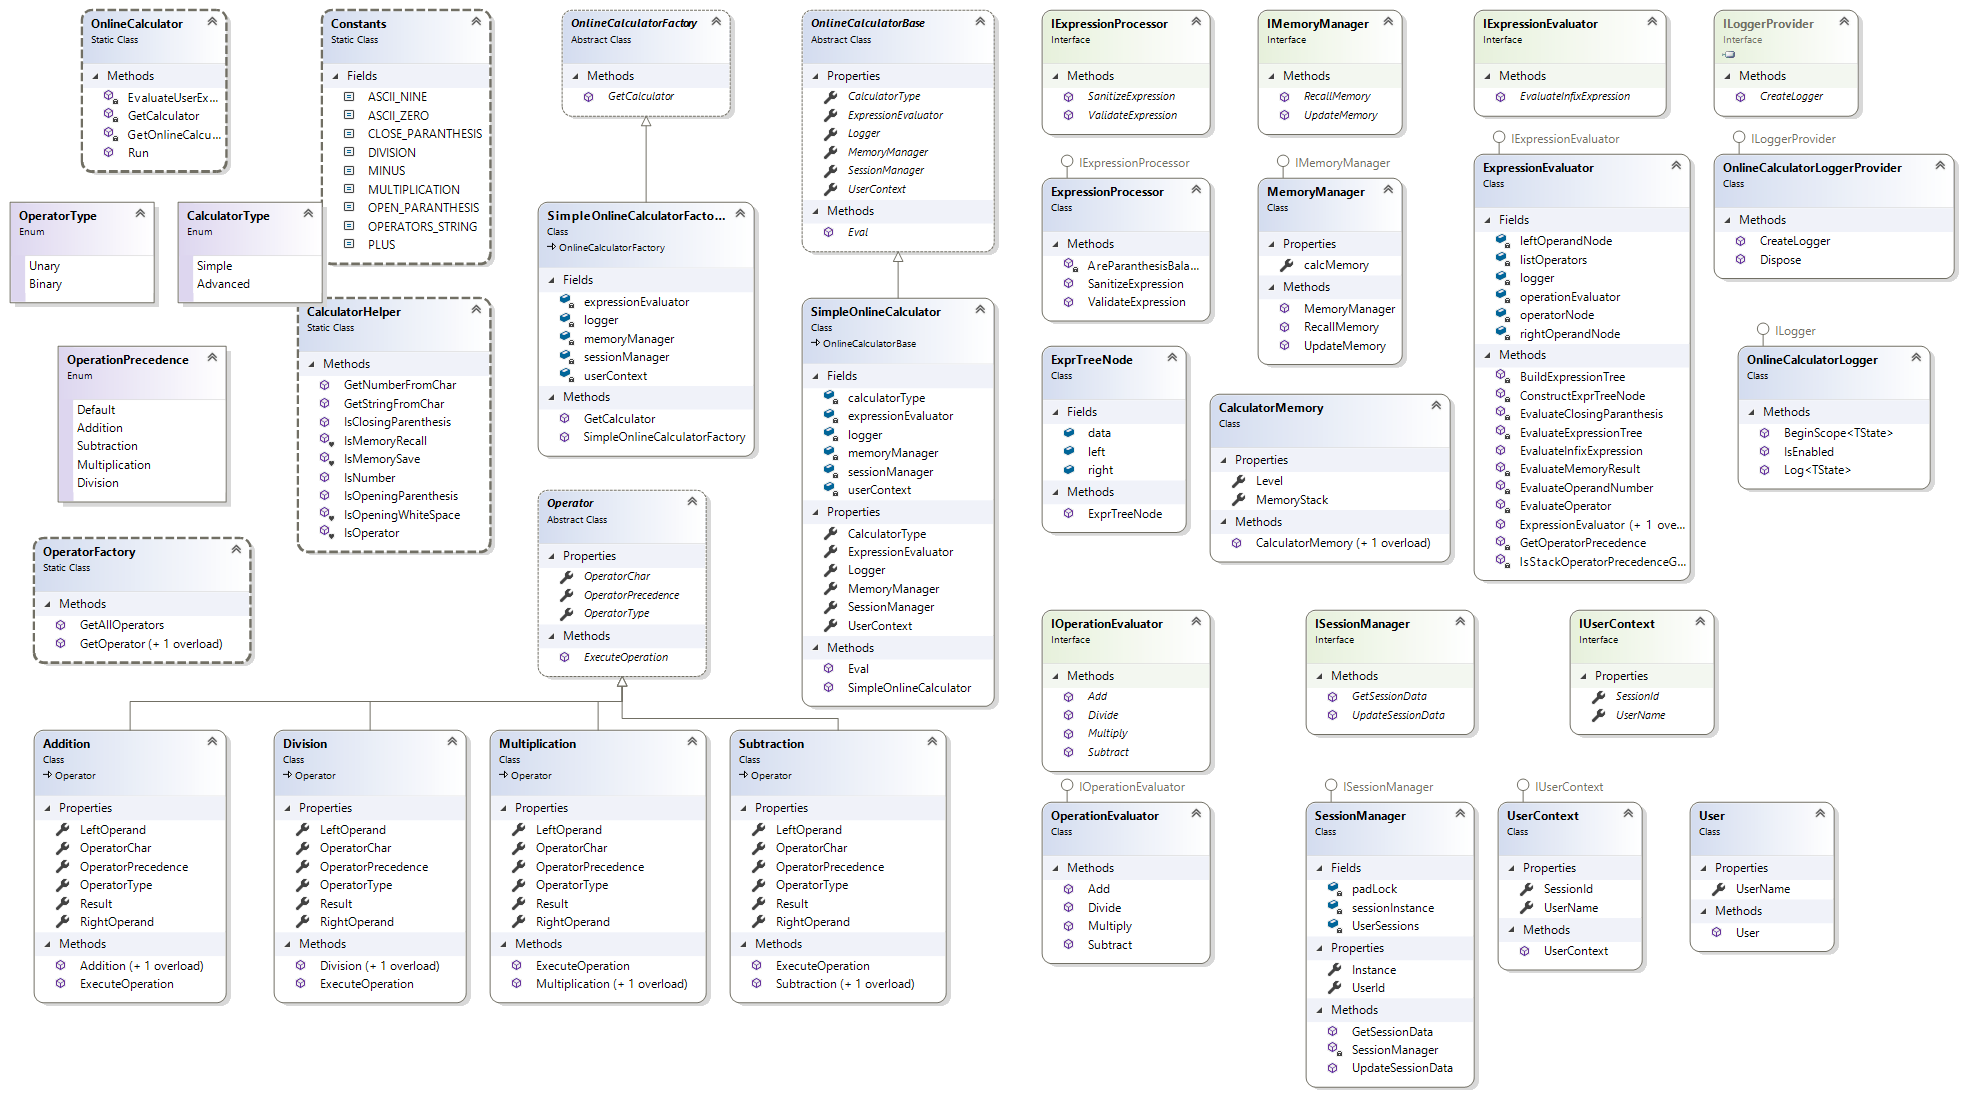 OnlineCalculator
Static Class
Methods
EvaluateUserEx...
GetCalculator
GetOnlineCalcu...
Run
Constants
Static Class
Fields
ASCII_NINE
ASCII_ZERO
CLOSE_PARANTHESIS
DIVISION
MINUS
MULTIPLICATION
OPEN_PARANTHESIS
OPERATORS_STRING
PLUS
OnlineCalculatorFactory
Abstract Class
Methods
GetCalculator
OnlineCalculatorBase
Abstract Class
Properties
CalculatorType
ExpressionEvaluator
Logger
MemoryManager
SessionManager
UserContext
Methods
Eval
IExpressionProcessor
Interface
Methods
SanitizeExpression
ValidateExpression
IMemoryManager
Interface
Methods
RecallMemory
UpdateMemory
IExpressionEvaluator
Interface
Methods
EvaluateInfixExpression
ILoggerProvider
Interface
Methods
CreateLogger
OperatorType
Enum
Unary
Binary
CalculatorType
Enum
Simple
Advanced
SimpleOnlineCalculatorFacto...
Class
OnlineCalculatorFactory
Fields
expressionEvaluator
logger
memoryManager
sessionManager
userContext
Methods
GetCalculator
SimpleOnlineCalculatorFactory
IExpressionProcessor
ExpressionProcessor
Class
Methods
AreParanthesisBala...
SanitizeExpression
ValidateExpression
IMemoryManager
MemoryManager
Class
Properties
calcMemory
Methods
MemoryManager
RecallMemory
UpdateMemory
IExpressionEvaluator
ExpressionEvaluator
Class
Fields
leftOperandNode
listOperators
logger
operationEvaluator
operatorNode
rightOperandNode
Methods
BuildExpressionTree
ConstructExprTreeNode
EvaluateClosingParanthesis
EvaluateExpressionTree
EvaluateInfixExpression
EvaluateMemoryResult
EvaluateOperandNumber
EvaluateOperator
ExpressionEvaluator (+ 1 ove...
GetOperatorPrecedence
IsStackOperatorPrecedenceG...
ILoggerProvider
OnlineCalculatorLoggerProvider
Class
Methods
CreateLogger
Dispose
CalculatorHelper
Static Class
Methods
GetNumberFromChar
GetStringFromChar
IsClosingParenthesis
IsMemoryRecall
IsMemorySave
IsNumber
IsOpeningParenthesis
IsOpeningWhiteSpace
IsOperator
OperationPrecedence
Enum
Default
Addition
Subtraction
Multiplication
Division
SimpleOnlineCalculator
Class
OnlineCalculatorBase
Fields
calculatorType
expressionEvaluator
logger
memoryManager
sessionManager
userContext
Properties
CalculatorType
ExpressionEvaluator
Logger
MemoryManager
SessionManager
UserContext
Methods
Eval
SimpleOnlineCalculator
ExprTreeNode
Class
Fields
data
left
right
Methods
ExprTreeNode
CalculatorMemory
Class
Properties
Level
MemoryStack
Methods
CalculatorMemory (+ 1 overload)
ILogger
OnlineCalculatorLogger
Class
Methods
BeginScope<TState>
IsEnabled
Log<TState>
OperatorFactory
Static Class
Methods
GetAllOperators
GetOperator (+ 1 overload)
Operator
Abstract Class
Properties
OperatorChar
OperatorPrecedence
OperatorType
Methods
ExecuteOperation
IOperationEvaluator
Interface
Methods
Add
Divide
Multiply
Subtract
ISessionManager
Interface
Methods
GetSessionData
UpdateSessionData
IUserContext
Interface
Properties
SessionId
UserName
Addition
Class
Operator
Properties
LeftOperand
OperatorChar
OperatorPrecedence
OperatorType
Result
RightOperand
Methods
Addition (+ 1 overload)
ExecuteOperation
Division
Class
Operator
Properties
LeftOperand
OperatorChar
OperatorPrecedence
OperatorType
Result
RightOperand
Methods
Division (+ 1 overload)
ExecuteOperation
Multiplication
Class
Operator
Properties
LeftOperand
OperatorChar
OperatorPrecedence
OperatorType
Result
RightOperand
Methods
ExecuteOperation
Multiplication (+ 1 overload)
Subtraction
Class
Operator
Properties
LeftOperand
OperatorChar
OperatorPrecedence
OperatorType
Result
RightOperand
Methods
ExecuteOperation
Subtraction (+ 1 overload)
IOperationEvaluator
OperationEvaluator
Class
Methods
Add
Divide
Multiply
Subtract
ISessionManager
SessionManager
Class
Fields
padLock
sessionInstance
UserSessions
Properties
Instance
UserId
Methods
GetSessionData
SessionManager
UpdateSessionData
IUserContext
UserContext
Class
Properties
SessionId
UserName
Methods
UserContext
User
Class
Properties
UserName
Methods
User